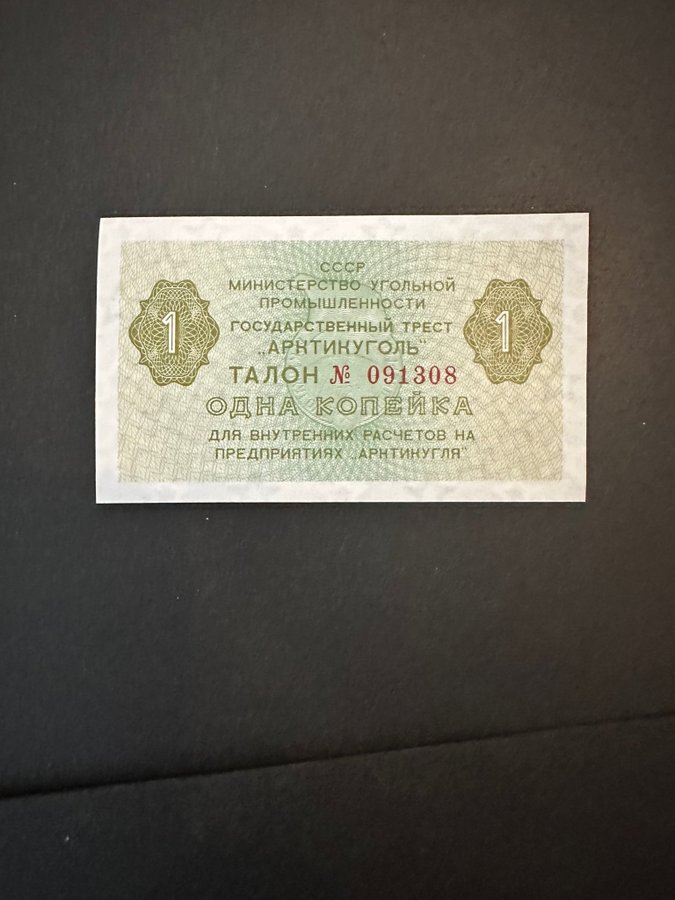 СССР
МИНИСТЕРСТВО УГОЛЬНОЙ
ПРОМЫШЛЕННОСТИ
ГОСУДАРСТВЕННЫЙ ТРЕСТ
„АРКТИКУГОЛЬ"
1 1
ТАЛОН № 091308
ОДНА КОПЕЙКА
ДЛЯ ВНУТРЕННИХ РАСЧЕТОВ НА
ПРЕДПРИЯТИЯХ „АРКТИКУГЛЯ"